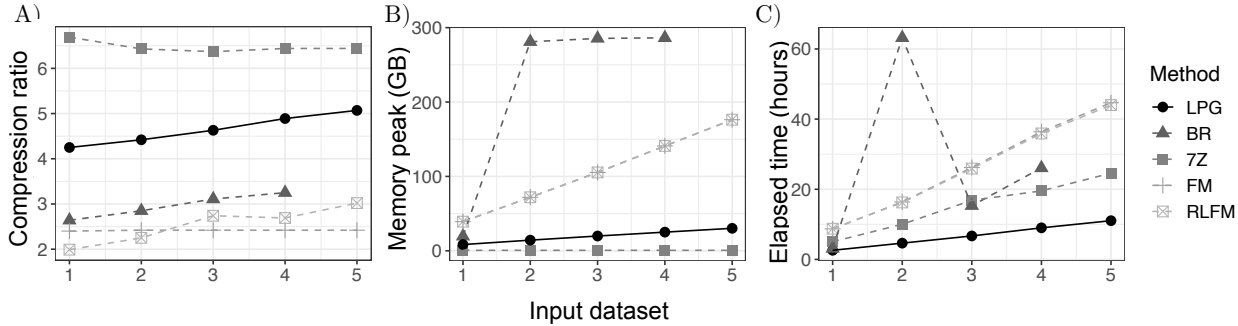 A)
Compression ratio
6
5
4
3
2
1 2 3 4 5
B)
Memory peak (GB)
300
200
100
0
1 2 3 4 5
Input dataset
C)
Elapsed time (hours)
60
40
20
0
1 2 3 4 5
Method
LPG
BR
7Z
FM
RLFM